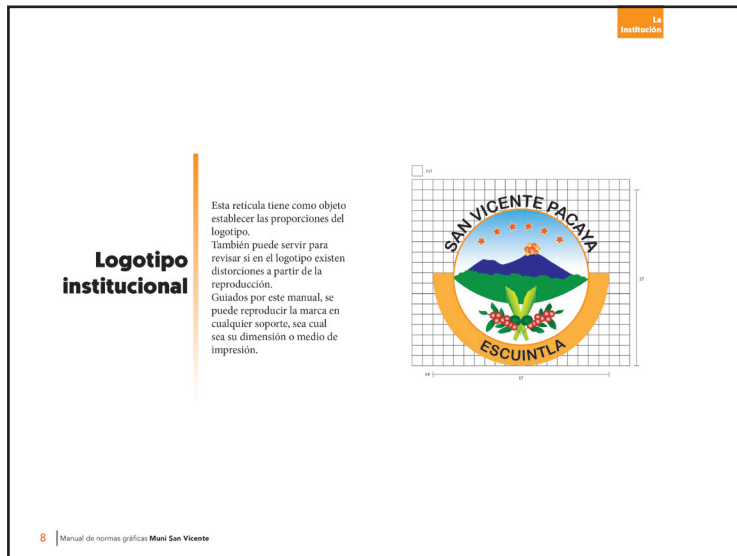 La
Institución
Logotipo
institucional
Esta retícula tiene como objeto
establecer las proporciones del
logotipo.
También puede servir para
revisar si en el logotipo existen
distorciones a partir de la
reproducción.
Guiados por este manual, se
puede reproducir la marca en
cualquier soporte, sea cual
sea su dimensión o medio de
impresión.
SAN VICENTE PACAYA
ESCUINTLA
8 Manual de normas gráficas Muni San Vicente